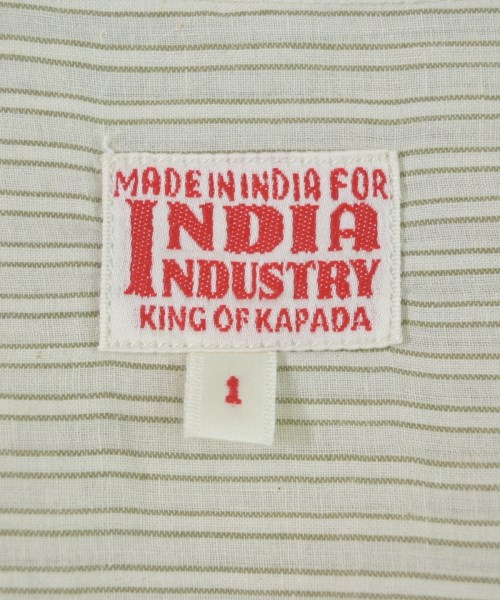 MADE IN INDIA FOR
INDIA
INDUSTRY
KING OF KAPADA
1